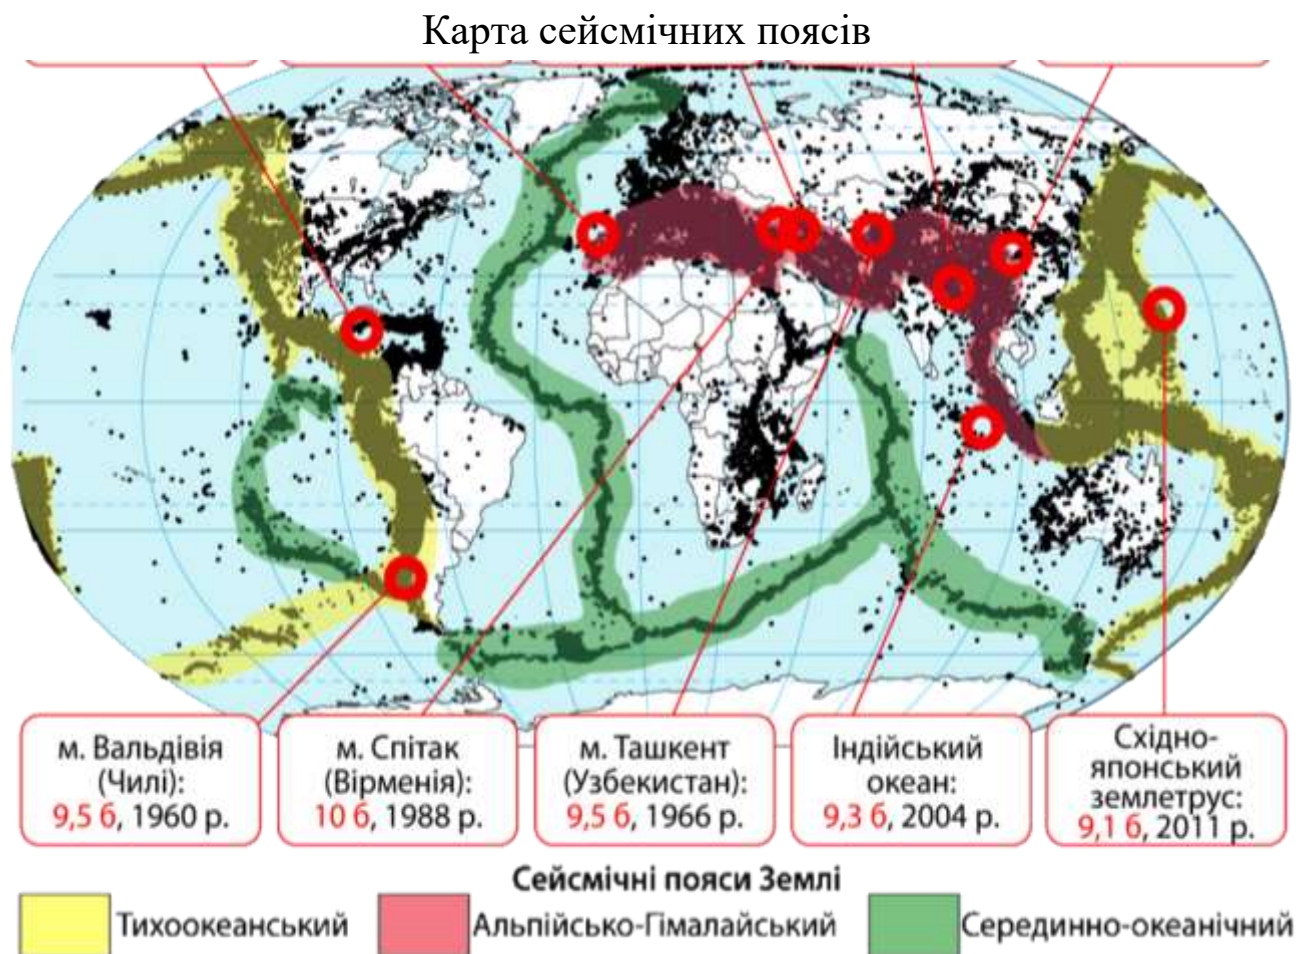 Карта сейсмічних поясів
м. Вальдівія
(Чилі):
9,5 б, 1960 р.
м. Спітак
(Вірменія):
10 б, 1988 р.
м. Ташкент
(Узбекистан):
9,5 б, 1966 р.
Індійський
океан:
9,3 б, 2004 р.
Східно-
японський
землетрус:
9,1 б, 2011 р.
Сейсмічні пояси Землі
Тихоокеанський
Альпійсько-Гімалайський
Серединно-океанічний